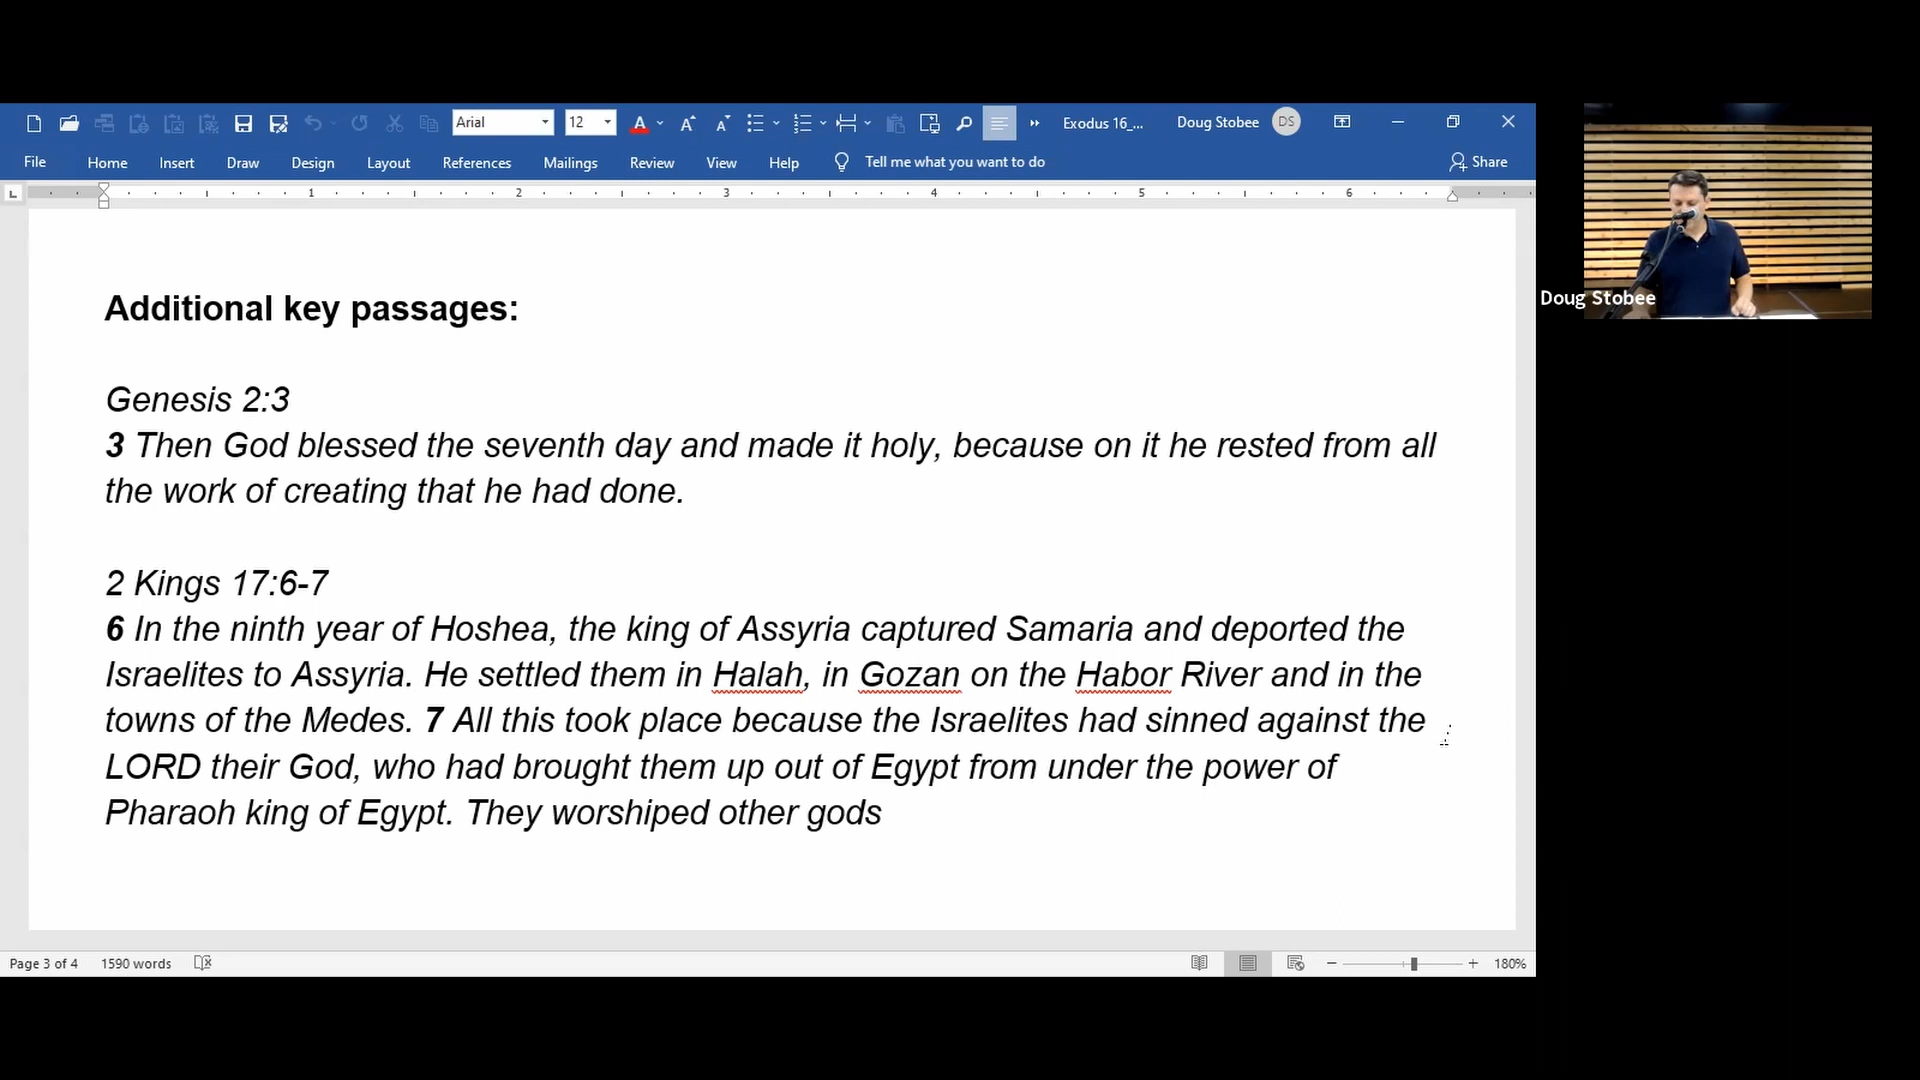 Arial
12
Exodus 16_...
Doug Stobee
DS
File
Home
Insert
Draw
Design
Layout
References
Mailings
Review
View
Help
Tell me what you want to do
Share
1 2 3 4 5 6
Additional key passages:
Genesis 2:3
3 Then God blessed the seventh day and made it holy, because on it he rested from all
the work of creating that he had done.
2 Kings 17:6-7
6 In the ninth year of Hoshea, the king of Assyria captured Samaria and deported the
Israelites to Assyria. He settled them in Halah, in Gozan on the Habor River and in the
towns of the Medes. 7 All this took place because the Israelites had sinned against the
LORD their God, who had brought them up out of Egypt from under the power of
Pharaoh king of Egypt. They worshiped other gods
Page 3 of 4
1590 words
180%
Doug Stobee